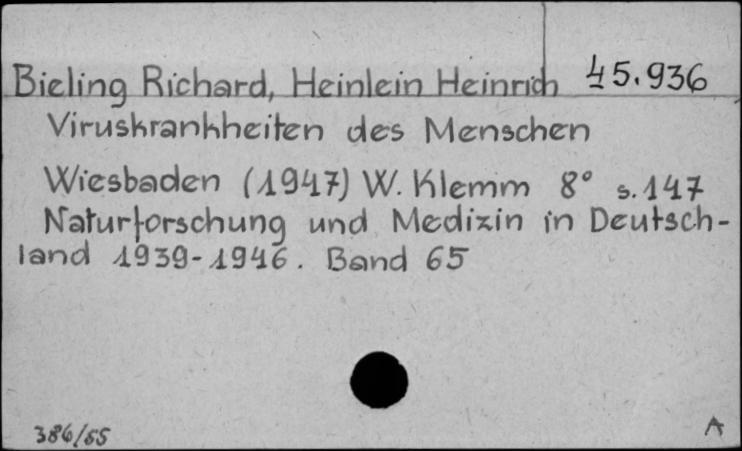 Bieling Richard, Heinlein Heinrich 45.936
Viruskrankheiten des Menschen
Wiesbaden (1947) W. Klemm 8° s. 147
Naturforschung und Medizin in Deutsch-
land 1939-1946. Band 65
386/55
A